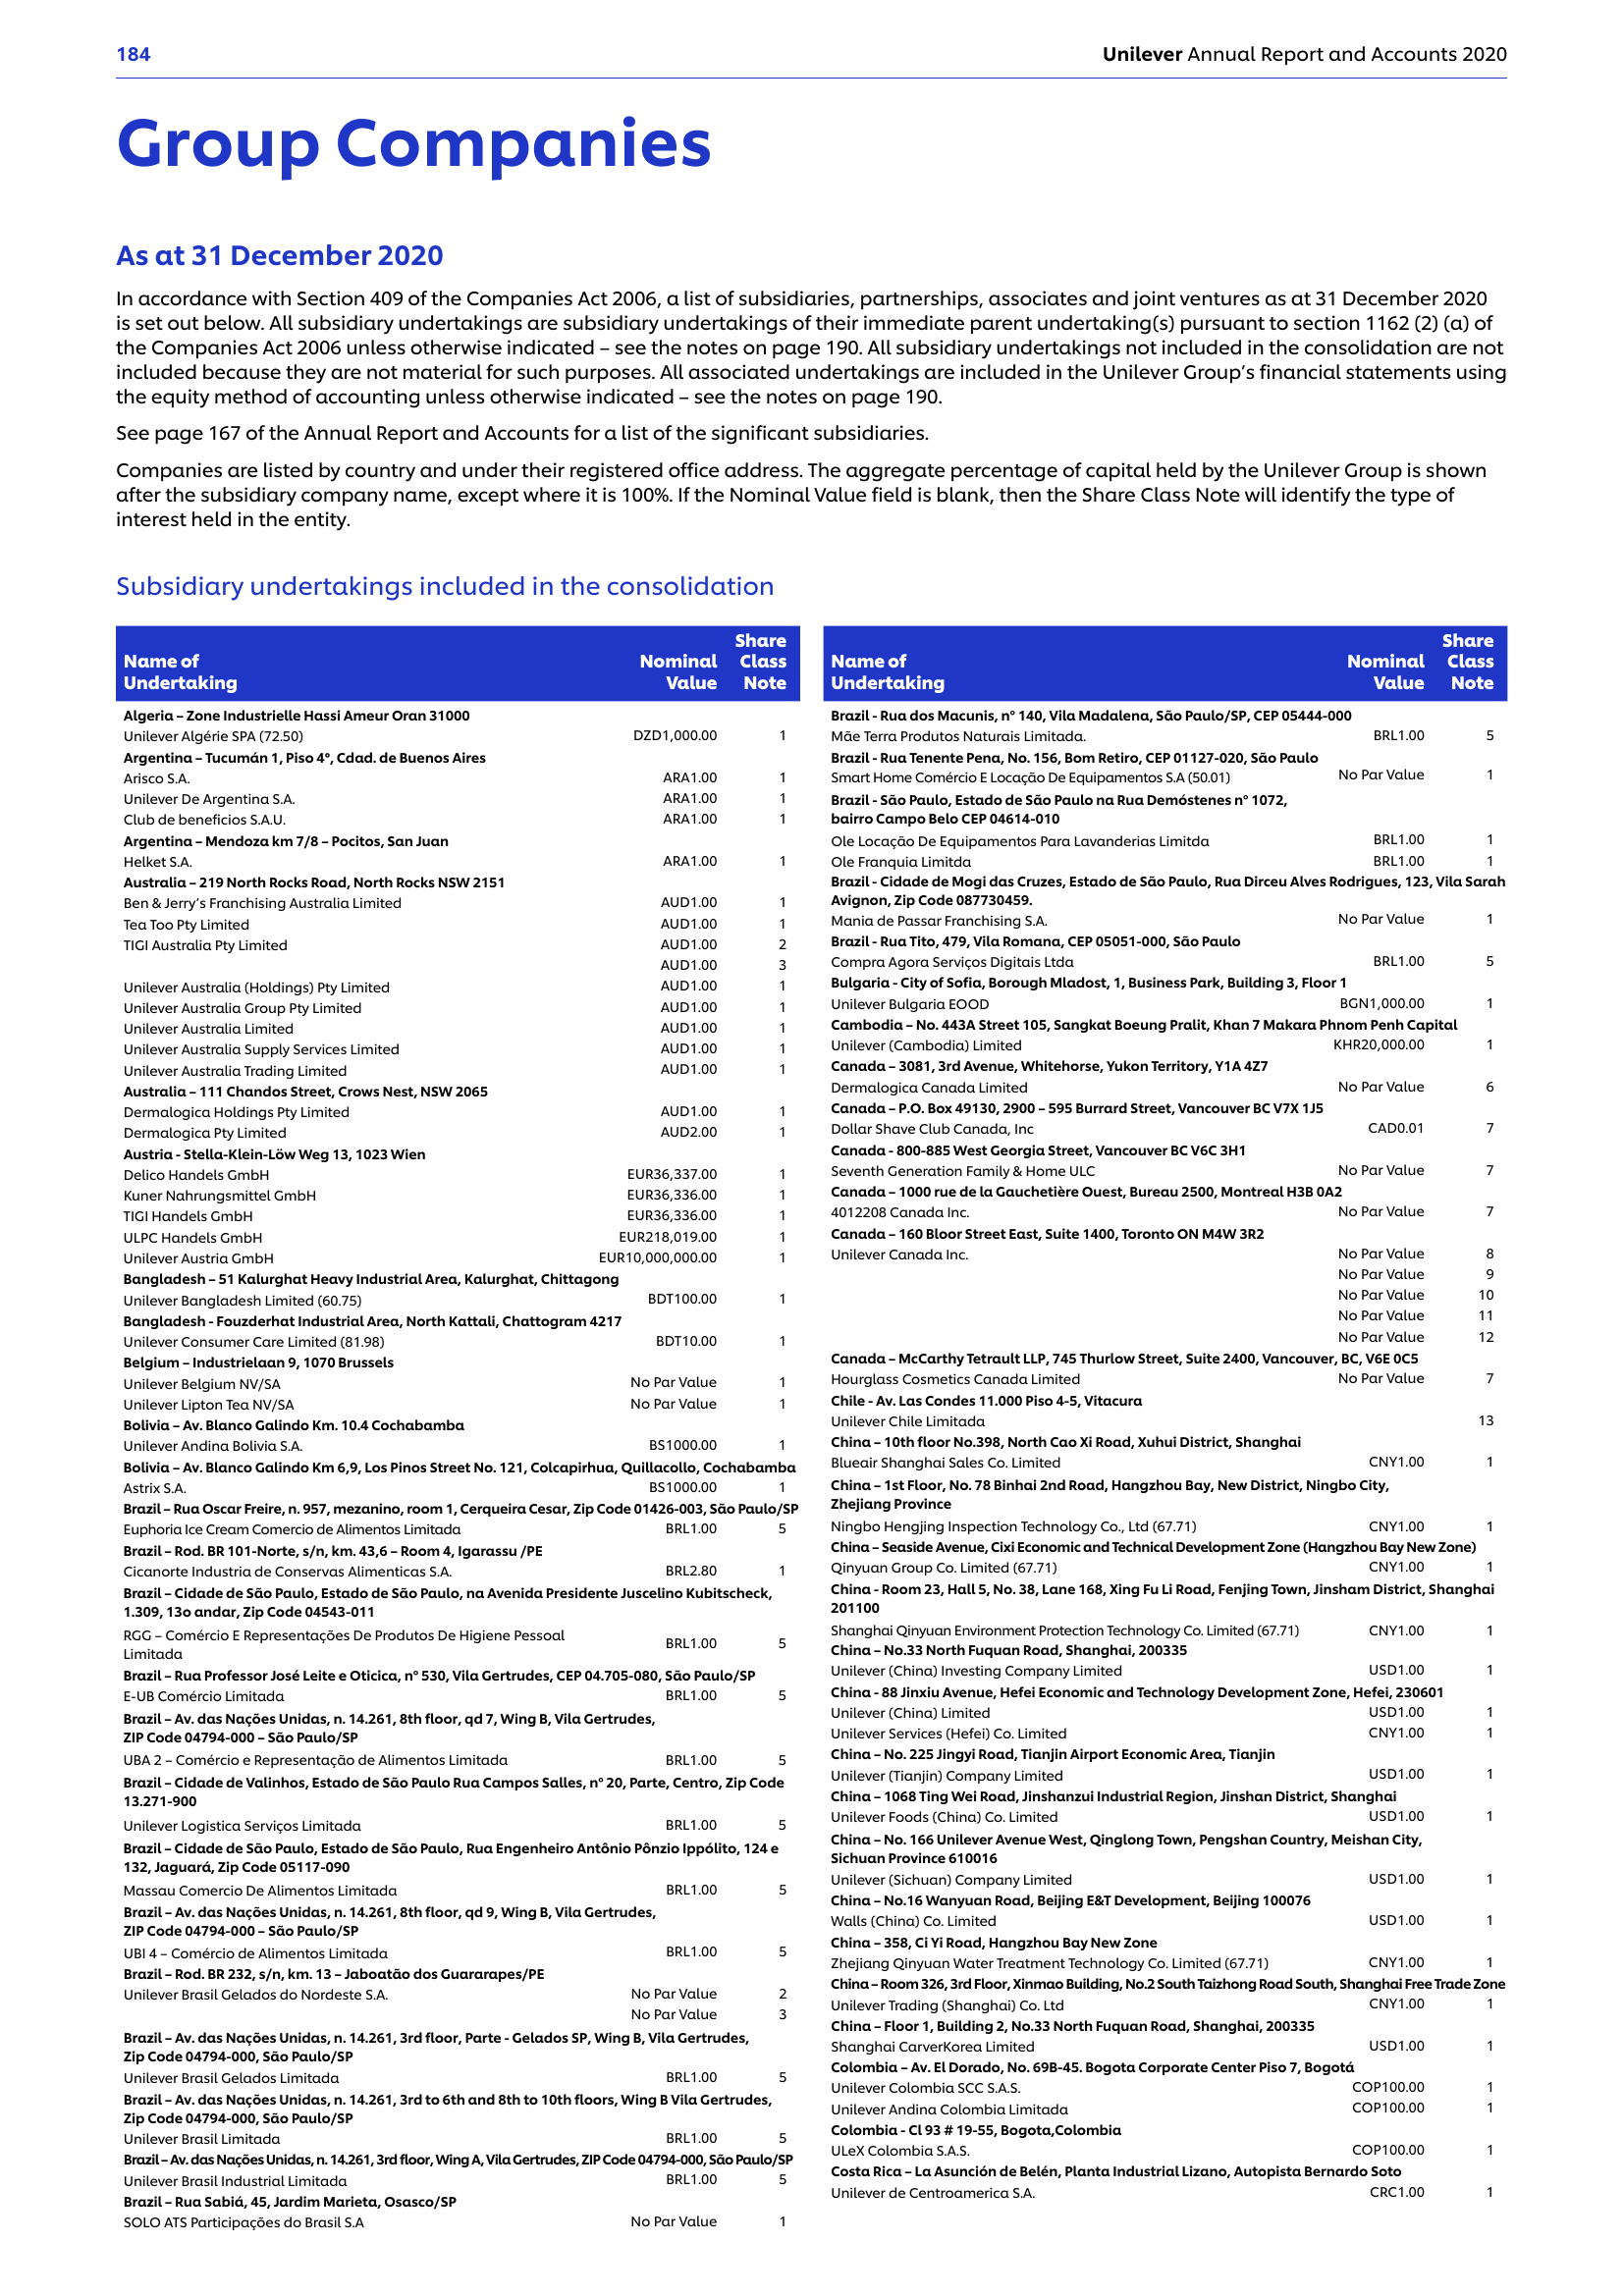 184
Unilever Annual Report and Accounts 2020
Group Companies
As at 31 December 2020
In accordance with Section 409 of the Companies Act 2006, a list of subsidiaries, partnerships, associates and joint ventures as at 31 December 2020
is set out below. All subsidiary undertakings are subsidiary undertakings of their immediate parent undertaking(s) pursuant to section 1162 (2) (a) of
the Companies Act 2006 unless otherwise indicated – see the notes on page 190. All subsidiary undertakings not included in the consolidation are not
included because they are not material for such purposes. All associated undertakings are included in the Unilever Group's financial statements using
the equity method of accounting unless otherwise indicated – see the notes on page 190.
See page 167 of the Annual Report and Accounts for a list of the significant subsidiaries.
Companies are listed by country and under their registered office address. The aggregate percentage of capital held by the Unilever Group is shown
after the subsidiary company name, except where it is 100%. If the Nominal Value field is blank, then the Share Class Note will identify the type of
interest held in the entity.
Subsidiary undertakings included in the consolidation
Name of Undertaking Nominal Value Share Class Note
Algeria – Zone Industrielle Hassi Ameur Oran 31000
Unilever Algérie SPA (72.50) DZD1,000.00 1
Argentina – Tucumán 1, Piso 4º, Cdad. de Buenos Aires
Arisco S.A. ARA1.00 1
Unilever De Argentina S.A. ARA1.00 1
Club de beneficios S.A.U. ARA1.00 1
Argentina – Mendoza km 7/8 – Pocitos, San Juan
Helket S.A. ARA1.00 1
Australia – 219 North Rocks Road, North Rocks NSW 2151
Ben & Jerry's Franchising Australia Limited AUD1.00 1
Tea Too Pty Limited AUD1.00 1
TIGI Australia Pty Limited AUD1.00 2
AUD1.00 3
Unilever Australia (Holdings) Pty Limited AUD1.00 1
Unilever Australia Group Pty Limited AUD1.00 1
Unilever Australia Limited AUD1.00 1
Unilever Australia Supply Services Limited AUD1.00 1
Unilever Australia Trading Limited AUD1.00 1
Australia – 111 Chandos Street, Crows Nest, NSW 2065
Dermalogica Holdings Pty Limited AUD1.00 1
Dermalogica Pty Limited AUD2.00 1
Austria - Stella-Klein-Löw Weg 13, 1023 Wien
Delico Handels GmbH EUR36,337.00 1
Kuner Nahrungsmittel GmbH EUR36,336.00 1
TIGI Handels GmbH EUR36,336.00 1
ULPC Handels GmbH EUR218,019.00 1
Unilever Austria GmbH EUR10,000,000.00 1
Bangladesh – 51 Kalurghat Heavy Industrial Area, Kalurghat, Chittagong
Unilever Bangladesh Limited (60.75) BDT100.00 1
Bangladesh - Fouzderhat Industrial Area, North Kattali, Chattogram 4217
Unilever Consumer Care Limited (81.98) BDT10.00 1
Belgium – Industrielaan 9, 1070 Brussels
Unilever Belgium NV/SA No Par Value 1
Unilever Lipton Tea NV/SA No Par Value 1
Bolivia – Av. Blanco Galindo Km. 10.4 Cochabamba
Unilever Andina Bolivia S.A. BS1000.00 1
Bolivia – Av. Blanco Galindo Km 6,9, Los Pinos Street No. 121, Colcapirhua, Quillacollo, Cochabamba
Astrix S.A. BS1000.00 1
Brazil – Rua Oscar Freire, n. 957, mezanino, room 1, Cerqueira Cesar, Zip Code 01426-003, São Paulo/SP
Euphoria Ice Cream Comercio de Alimentos Limitada BRL1.00 5
Brazil – Rod. BR 101-Norte, s/n, km. 43,6 – Room 4, Igarassu /PE
Cicanorte Industria de Conservas Alimenticas S.A. BRL2.80 1
Brazil – Cidade de São Paulo, Estado de São Paulo, na Avenida Presidente Juscelino Kubitscheck,
1.309, 13o andar, Zip Code 04543-011
RGG – Comércio E Representações De Produtos De Higiene Pessoal
Limitada BRL1.00 5
Brazil – Rua Professor José Leite e Oticica, nº 530, Vila Gertrudes, CEP 04.705-080, São Paulo/SP
E-UB Comércio Limitada BRL1.00 5
Brazil – Av. das Nações Unidas, n. 14.261, 8th floor, qd 7, Wing B, Vila Gertrudes,
ZIP Code 04794-000 – São Paulo/SP
UBA 2 – Comércio e Representação de Alimentos Limitada BRL1.00 5
Brazil – Cidade de Valinhos, Estado de São Paulo Rua Campos Salles, nº 20, Parte, Centro, Zip Code
13.271-900
Unilever Logistica Serviços Limitada BRL1.00 5
Brazil – Cidade de São Paulo, Estado de São Paulo, Rua Engenheiro Antônio Pônzio Ippólito, 124 e
132, Jaguará, Zip Code 05117-090
Massau Comercio De Alimentos Limitada BRL1.00 5
Brazil – Av. das Nações Unidas, n. 14.261, 8th floor, qd 9, Wing B, Vila Gertrudes,
ZIP Code 04794-000 – São Paulo/SP
UBI 4 – Comércio de Alimentos Limitada BRL1.00 5
Brazil – Rod. BR 232, s/n, km. 13 – Jaboatão dos Guararapes/PE
Unilever Brasil Gelados do Nordeste S.A. No Par Value 2
No Par Value 3
Brazil – Av. das Nações Unidas, n. 14.261, 3rd floor, Parte - Gelados SP, Wing B, Vila Gertrudes,
Zip Code 04794-000, São Paulo/SP
Unilever Brasil Gelados Limitada BRL1.00 5
Brazil – Av. das Nações Unidas, n. 14.261, 3rd to 6th and 8th to 10th floors, Wing B Vila Gertrudes,
Zip Code 04794-000, São Paulo/SP
Unilever Brasil Limitada BRL1.00 5
Brazil – Av. das Nações Unidas, n. 14.261, 3rd floor, Wing A, Vila Gertrudes, ZIP Code 04794-000, São Paulo/SP
Unilever Brasil Industrial Limitada BRL1.00 5
Brazil – Rua Sabiá, 45, Jardim Marieta, Osasco/SP
SOLO ATS Participações do Brasil S.A No Par Value 1
Name of Undertaking Nominal Value Share Class Note
Brazil - Rua dos Macunis, nº 140, Vila Madalena, São Paulo/SP, CEP 05444-000
Mãe Terra Produtos Naturais Limitada. BRL1.00 5
Brazil - Rua Tenente Pena, No. 156, Bom Retiro, CEP 01127-020, São Paulo
Smart Home Comércio E Locação De Equipamentos S.A (50.01) No Par Value 1
Brazil - São Paulo, Estado de São Paulo na Rua Demóstenes nº 1072,
bairro Campo Belo CEP 04614-010
Ole Locação De Equipamentos Para Lavanderias Limitda BRL1.00 1
Ole Franquia Limitda BRL1.00 1
Brazil - Cidade de Mogi das Cruzes, Estado de São Paulo, Rua Dirceu Alves Rodrigues, 123, Vila Sarah
Avignon, Zip Code 087730459.
Mania de Passar Franchising S.A. No Par Value 1
Brazil - Rua Tito, 479, Vila Romana, CEP 05051-000, São Paulo
Compra Agora Serviços Digitais Ltda BRL1.00 5
Bulgaria - City of Sofia, Borough Mladost, 1, Business Park, Building 3, Floor 1
Unilever Bulgaria EOOD BGN1,000.00 1
Cambodia – No. 443A Street 105, Sangkat Boeung Pralit, Khan 7 Makara Phnom Penh Capital
Unilever (Cambodia) Limited KHR20,000.00 1
Canada – 3081, 3rd Avenue, Whitehorse, Yukon Territory, Y1A 4Z7
Dermalogica Canada Limited No Par Value 6
Canada – P.O. Box 49130, 2900 – 595 Burrard Street, Vancouver BC V7X 1J5
Dollar Shave Club Canada, Inc CAD0.01 7
Canada - 800-885 West Georgia Street, Vancouver BC V6C 3H1
Seventh Generation Family & Home ULC No Par Value 7
Canada – 1000 rue de la Gauchetière Ouest, Bureau 2500, Montreal H3B 0A2
4012208 Canada Inc. No Par Value 7
Canada – 160 Bloor Street East, Suite 1400, Toronto ON M4W 3R2
Unilever Canada Inc. No Par Value 8
No Par Value 9
No Par Value 10
No Par Value 11
No Par Value 12
Canada – McCarthy Tetrault LLP, 745 Thurlow Street, Suite 2400, Vancouver, BC, V6E 0C5
Hourglass Cosmetics Canada Limited No Par Value 7
Chile - Av. Las Condes 11.000 Piso 4-5, Vitacura
Unilever Chile Limitada 13
China – 10th floor No.398, North Cao Xi Road, Xuhui District, Shanghai
Blueair Shanghai Sales Co. Limited CNY1.00 1
China – 1st Floor, No. 78 Binhai 2nd Road, Hangzhou Bay, New District, Ningbo City,
Zhejiang Province
Ningbo Hengjing Inspection Technology Co., Ltd (67.71) CNY1.00 1
China – Seaside Avenue, Cixi Economic and Technical Development Zone (Hangzhou Bay New Zone)
Qinyuan Group Co. Limited (67.71) CNY1.00 1
China - Room 23, Hall 5, No. 38, Lane 168, Xing Fu Li Road, Fenjing Town, Jinsham District, Shanghai
201100
Shanghai Qinyuan Environment Protection Technology Co. Limited (67.71) CNY1.00 1
China – No.33 North Fuquan Road, Shanghai, 200335
Unilever (China) Investing Company Limited USD1.00 1
China - 88 Jinxiu Avenue, Hefei Economic and Technology Development Zone, Hefei, 230601
Unilever (China) Limited USD1.00 1
Unilever Services (Hefei) Co. Limited CNY1.00 1
China – No. 225 Jingyi Road, Tianjin Airport Economic Area, Tianjin
Unilever (Tianjin) Company Limited USD1.00 1
China – 1068 Ting Wei Road, Jinshanzui Industrial Region, Jinshan District, Shanghai
Unilever Foods (China) Co. Limited USD1.00 1
China – No. 166 Unilever Avenue West, Qinglong Town, Pengshan Country, Meishan City,
Sichuan Province 610016
Unilever (Sichuan) Company Limited USD1.00 1
China – No.16 Wanyuan Road, Beijing E&T Development, Beijing 100076
Walls (China) Co. Limited USD1.00 1
China – 358, Ci Yi Road, Hangzhou Bay New Zone
Zhejiang Qinyuan Water Treatment Technology Co. Limited (67.71) CNY1.00 1
China – Room 326, 3rd Floor, Xinmao Building, No.2 South Taizhong Road South, Shanghai Free Trade Zone
Unilever Trading (Shanghai) Co. Ltd CNY1.00 1
China – Floor 1, Building 2, No.33 North Fuquan Road, Shanghai, 200335
Shanghai CarverKorea Limited USD1.00 1
Colombia – Av. El Dorado, No. 69B-45. Bogota Corporate Center Piso 7, Bogotá
Unilever Colombia SCC S.A.S. COP100.00 1
Unilever Andina Colombia Limitada COP100.00 1
Colombia - Cl 93 # 19-55, Bogota,Colombia
ULeX Colombia S.A.S. COP100.00 1
Costa Rica – La Asunción de Belén, Planta Industrial Lizano, Autopista Bernardo Soto
Unilever de Centroamerica S.A. CRC1.00 1